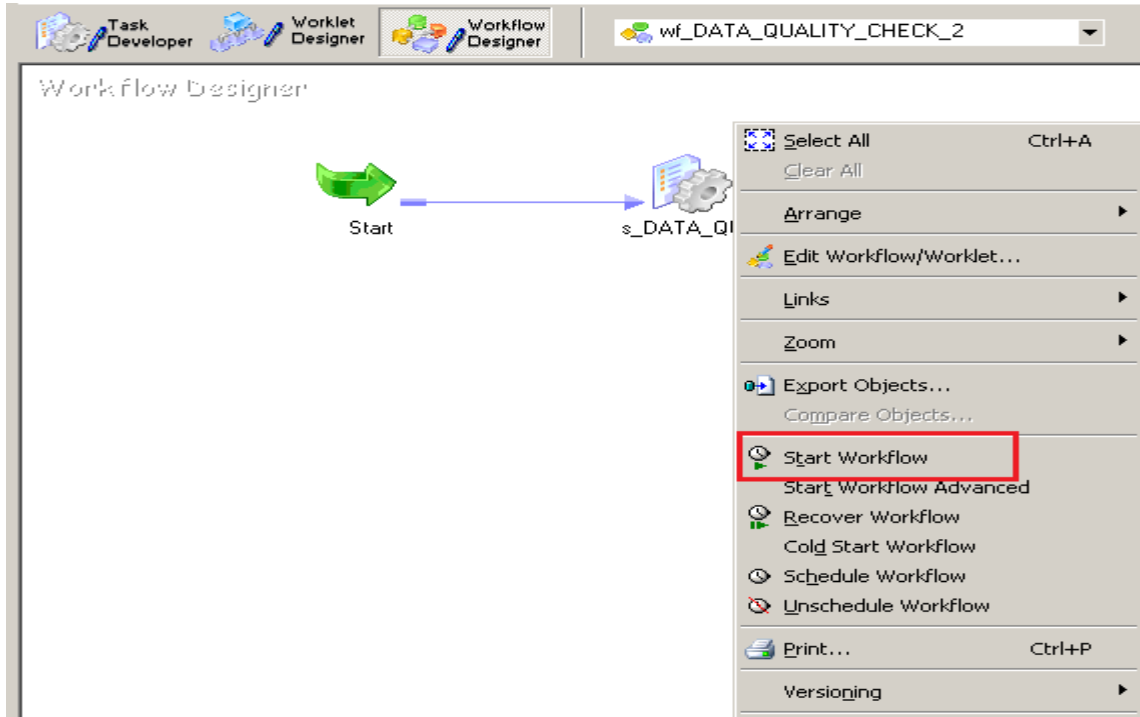 Task
Developer
Worklet
Designer
Workflow
Designer
wf_DATA_QUALITY_CHECK_2
Workflow Designer
Start
s_DATA_QU
Select All Ctrl+A
Clear All
Arrange
Edit Workflow/Worklet...
Links
Zoom
Export Objects...
Compare Objects...
Start Workflow
Start Workflow Advanced
Recover Workflow
Cold Start Workflow
Schedule Workflow
Unschedule Workflow
Print... Ctrl+P
Versioning